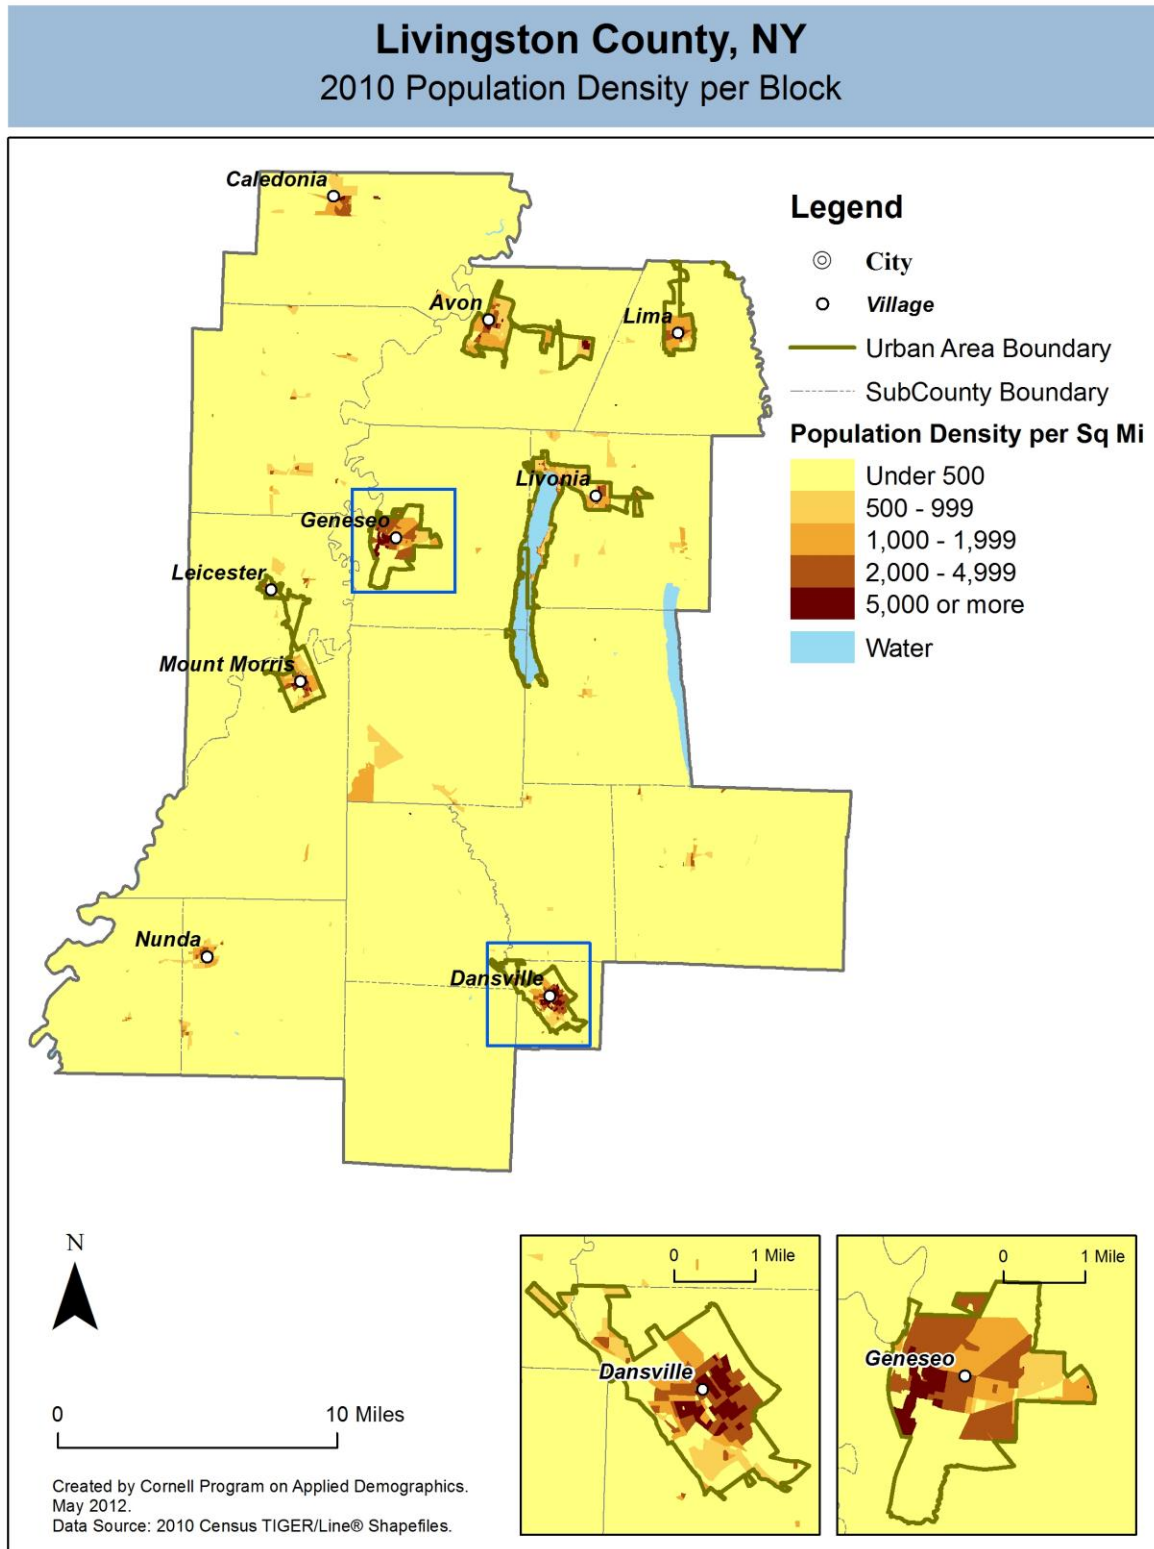 Livingston County, NY
2010 Population Density per Block
Caledonia
Avon
Lima
Livonia
Geneseo
Leicester
Mount Morris
Nunda
Dansville
Legend
City
Village
Urban Area Boundary
SubCounty Boundary
Population Density per Sq Mi
Under 500
500 - 999
1,000 - 1,999
2,000 - 4,999
5,000 or more
Water
N
0 10 Miles
Created by Cornell Program on Applied Demographics.
May 2012.
Data Source: 2010 Census TIGER/Line® Shapefiles.
0 1 Mile
Dansville
0 1 Mile
Geneseo